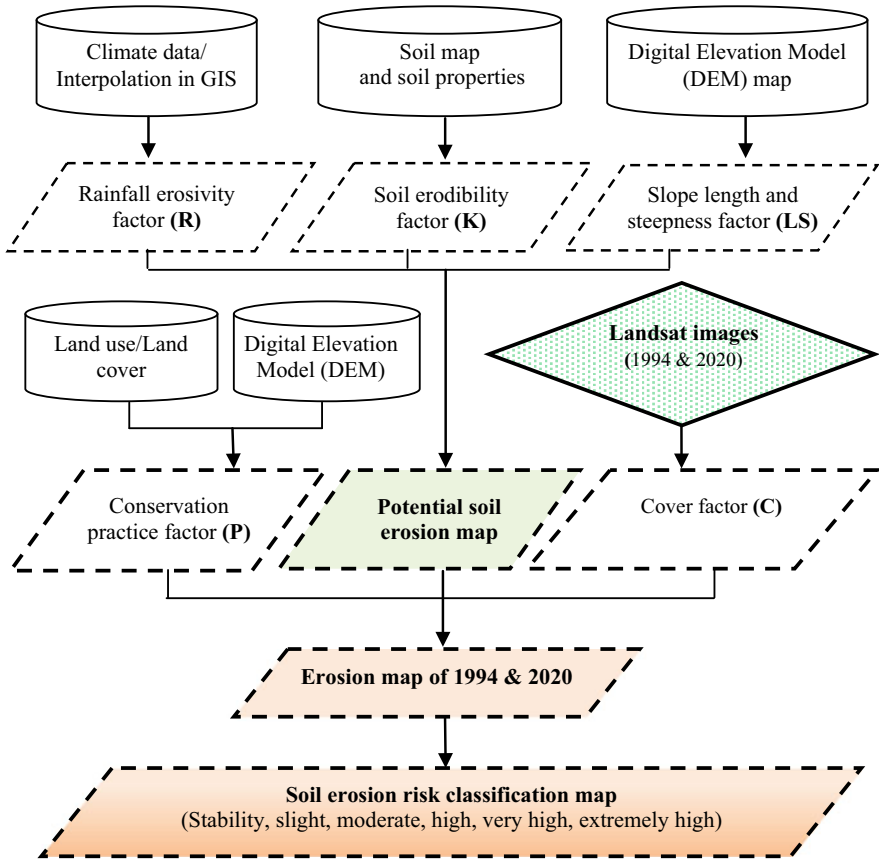 Climate data/
Interpolation in GIS
Soil map
and soil properties
Digital Elevation Model
(DEM) map
Rainfall erosivity
factor (R)
Soil erodibility
factor (K)
Slope length and
steepness factor (LS)
Land use/Land
cover
Digital Elevation
Model (DEM)
Landsat images
(1994 & 2020)
Conservation
practice factor (P)
Potential soil
erosion map
Cover factor (C)
Erosion map of 1994 & 2020
Soil erosion risk classification map
(Stability, slight, moderate, high, very high, extremely high)